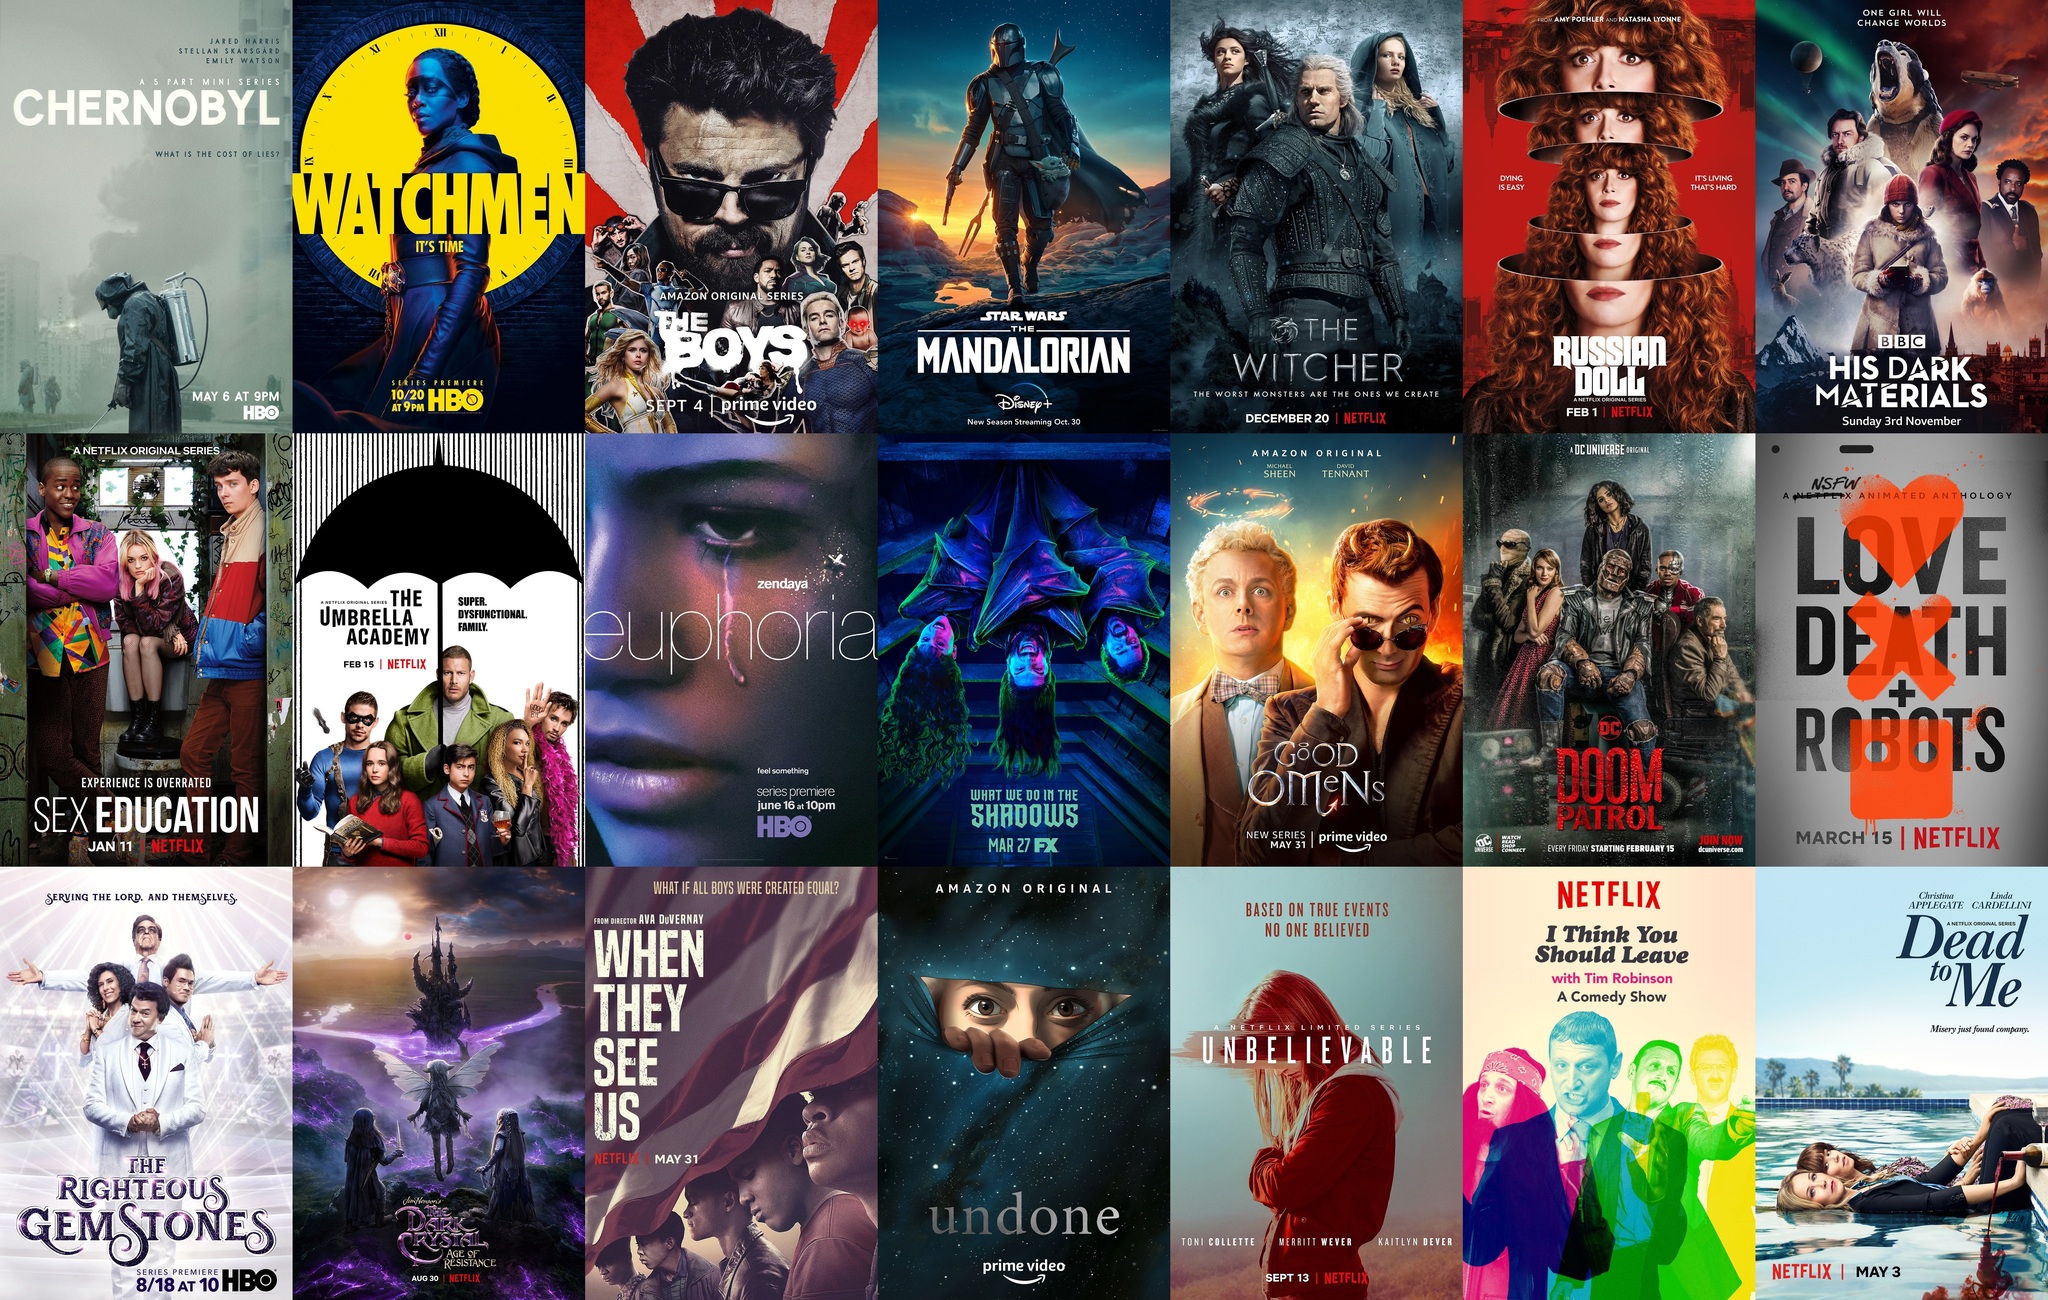 JARED HARRIS
STELLAN SKARSGÅRD
EMILY WATSON
A 5 PART MINI SERIES
CHERNOBYL
WHAT IS THE COST OF LIES?
MAY 6 AT 9PM
HBO
XII
I
II
III
V
VII
IX
X
XI
WATCHMEN
IT'S TIME
SERIES PREMIERE
10/20
AT 9PM HBO
AMAZON ORIGINAL SERIES
THE
BOYS
SEPT 4 | prime video
STAR WARS
THE
MANDALORIAN
Disney+
New Season Streaming Oct. 30
THE
WITCHER
THE WORST MONSTERS ARE THE ONES WE CREATE
DECEMBER 20 | NETFLIX
FROM AMY POEHLER AND NATASHA LYONNE
DYING
IS EASY
IT'S LIVING
THAT'S HARD
RUSSIAN
DOLL
A NETFLIX ORIGINAL SERIES
FEB 1 | NETFLIX
ONE GIRL WILL
CHANGE WORLDS
BBC
HIS DARK
MATERIALS
Sunday 3rd November
A NETFLIX ORIGINAL SERIES
EXPERIENCE IS OVERRATED
SEX EDUCATION
JAN 11 | NETFLIX
A NETFLIX ORIGINAL SERIES
THE
UMBRELLA
ACADEMY
SUPER.
DYSFUNCTIONAL.
FAMILY.
FEB 15 | NETFLIX
zendaya
euphoria
feel something
series premiere
june 16 at 10pm
HBO
WHAT WE DO IN THE
SHADOWS
MAR 27 FX
AMAZON ORIGINAL
MICHAEL
SHEEN
DAVID
TENNANT
GOOD
OMENS
NEW SERIES
MAY 31 | prime video
A DC UNIVERSE ORIGINAL
DC
DOOM
PATROL
DC
UNIVERSE
WATCH
READ
SHOP
CONNECT
EVERY FRIDAY STARTING FEBRUARY 15
JOIN NOW
dcuniverse.com
NSFW
A NETFLIX ANIMATED ANTHOLOGY
LOVE
DEATH
+
ROBOTS
MARCH 15 | NETFLIX
SERVING THE LORD. AND THEMSELVES.
THE
RIGHTEOUS
GEMSTONES
SERIES PREMIERE
8/18 AT 10 HBO
Jim Henson's
THE
DARK
CRYSTAL
AGE OF
RESISTANCE
AUG 30 | NETFLIX
WHAT IF ALL BOYS WERE CREATED EQUAL?
FROM DIRECTOR AVA DuVERNAY
WHEN
THEY
SEE
US
NETFLIX | MAY 31
AMAZON ORIGINAL
undone
prime video
BASED ON TRUE EVENTS
NO ONE BELIEVED
A NETFLIX LIMITED SERIES
UNBELIEVABLE
TONI COLLETTE MERRITT WEVER KAITLYN DEVER
SEPT 13 | NETFLIX
NETFLIX
I Think You
Should Leave
with Tim Robinson
A Comedy Show
Christina
APPLEGATE
Linda
CARDELLINI
A NETFLIX ORIGINAL SERIES
Dead
to Me
Misery just found company.
NETFLIX | MAY 3